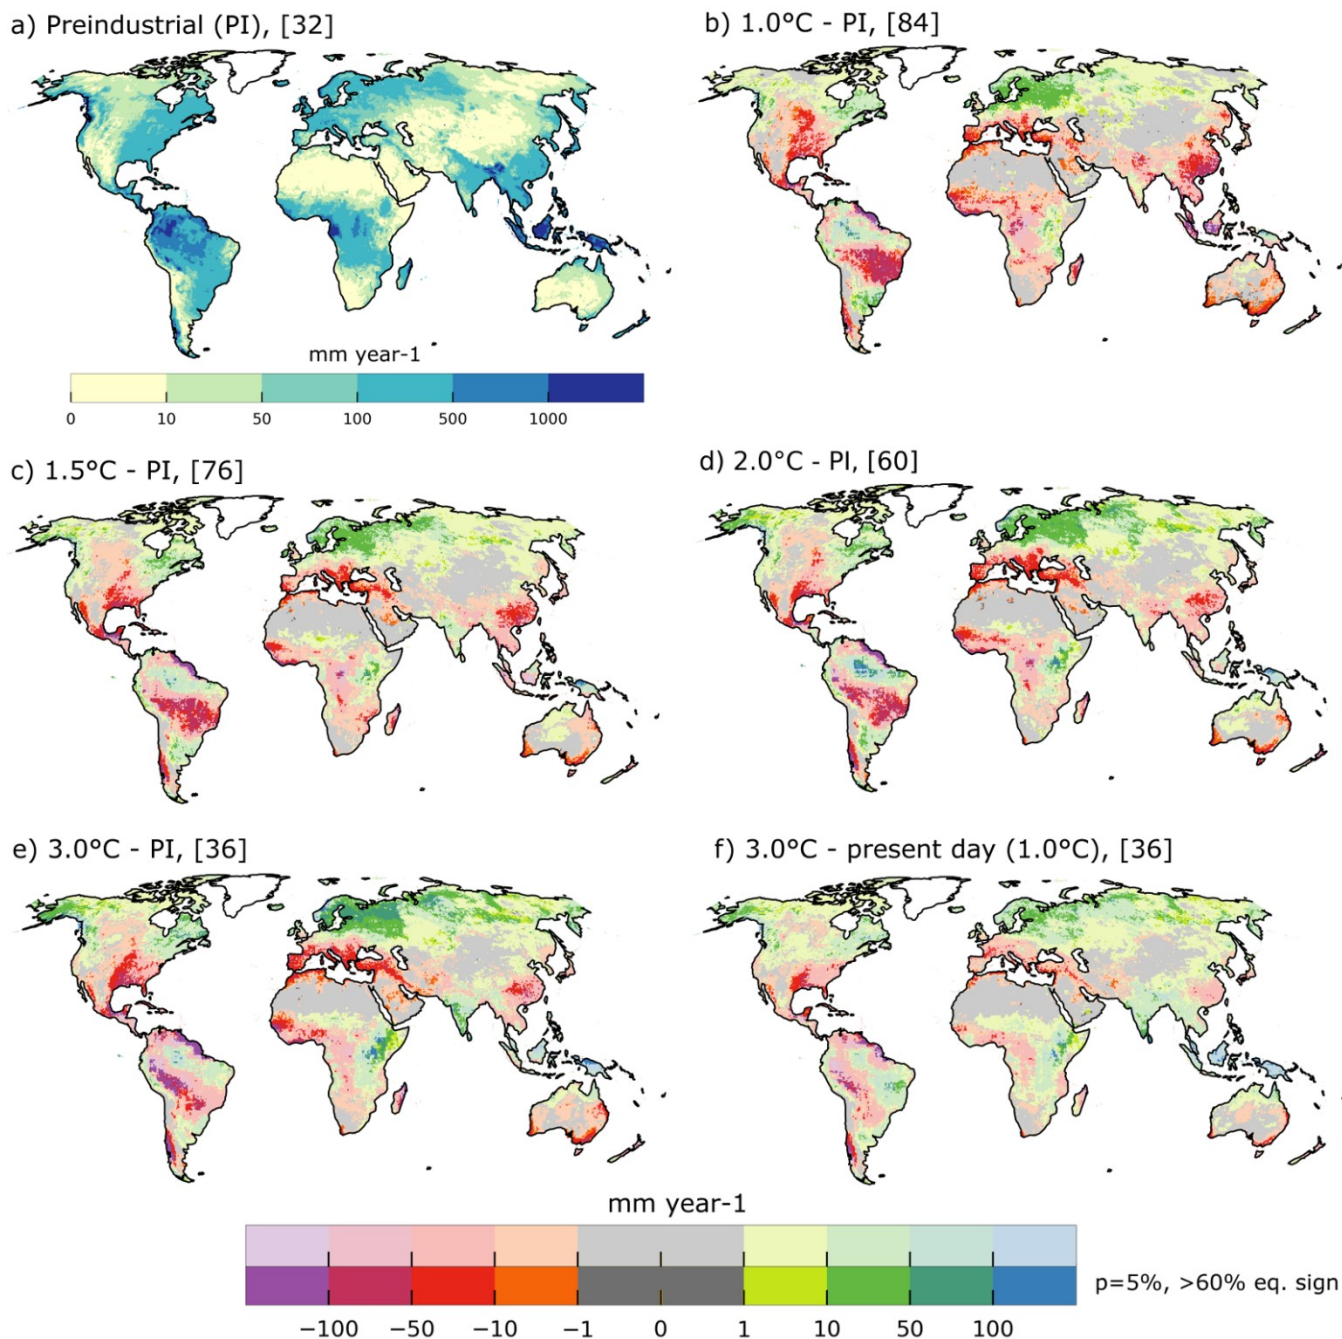 a) Preindustrial (PI), [32]
b) 1.0°C - PI, [84]
mm year-1
0 10 50 100 500 1000
c) 1.5°C - PI, [76]
d) 2.0°C - PI, [60]
e) 3.0°C - PI, [36]
f) 3.0°C - present day (1.0°C), [36]
mm year-1
p=5%, >60% eq. sign
−100 −50 −10 −1 0 1 10 50 100